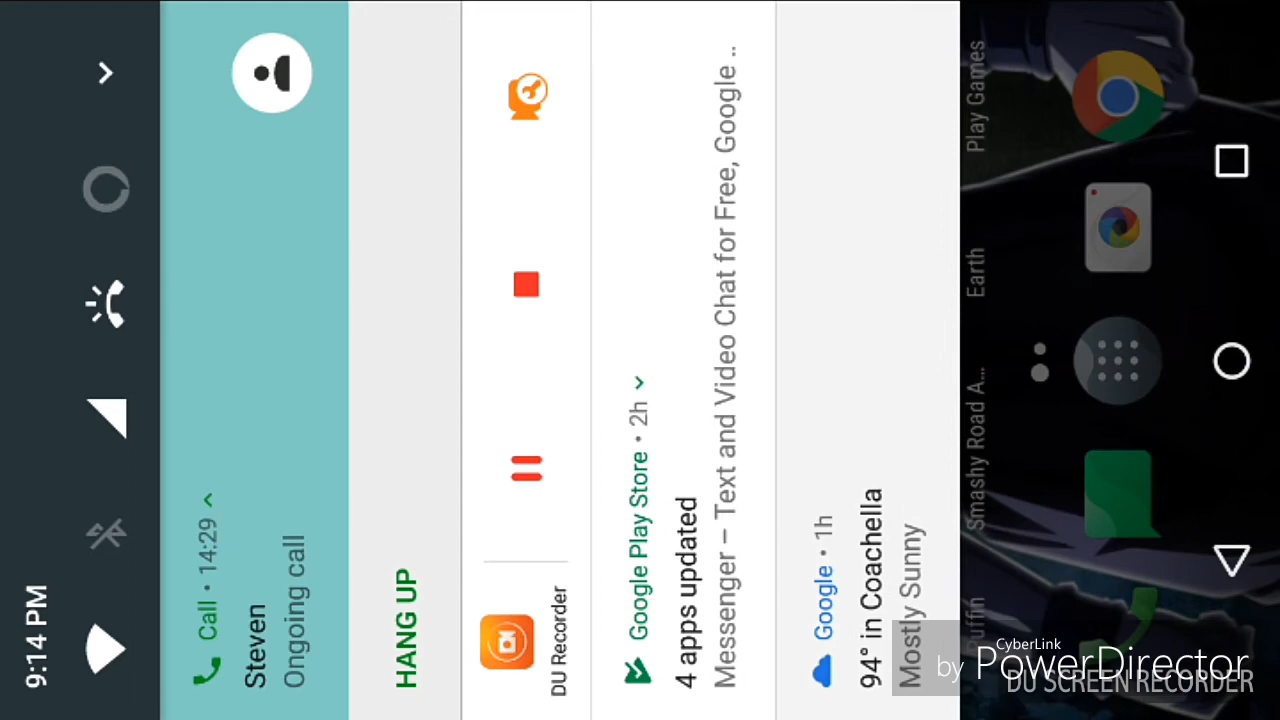 9:14 PM
Call • 14:29
Steven
Ongoing call
HANG UP
DU Recorder
Google Play Store • 2h
4 apps updated
Messenger – Text and Video Chat for Free, Google ..
Google • 1h
94° in Coachella
Mostly Sunny
Puffin
Smashy Road A...
Earth
Play Games
CyberLink
by PowerDirector
DU SCREEN RECORDER